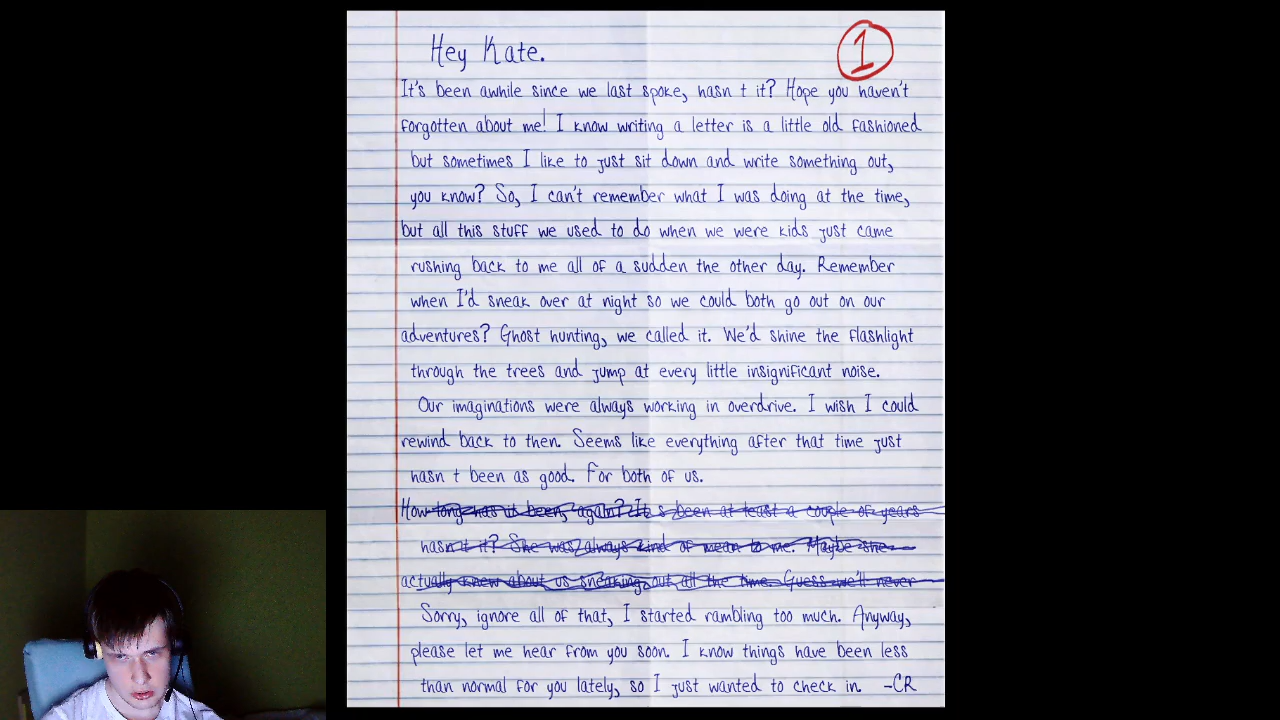 Hey Kate.
1
It's been awhile since we last spoke, hasn t it? Hope you haven't
forgotten about me! I know writing a letter is a little old fashioned
but sometimes I like to just sit down and write something out,
you know? So, I can't remember what I was doing at the time,
but all this stuff we used to do when we were kids just came
rushing back to me all of a sudden the other day. Remember
when I'd sneak over at night so we could both go out on our
adventures? Ghost hunting, we called it. We'd shine the flashlight
through the trees and jump at every little insignificant noise.
Our imaginations were always working in overdrive. I wish I could
rewind back to then. Seems like everything after that time just
hasn t been as good. For both of us.
How long has it been, again? It s been at least a couple of years
hasn t it? She was always kind of mean to me. Maybe she
actually knew about us sneaking out all the time. Guess we'll never
Sorry, ignore all of that, I started rambling too much. Anyway,
please let me hear from you soon. I know things have been less
than normal for you lately, so I just wanted to check in. -CR